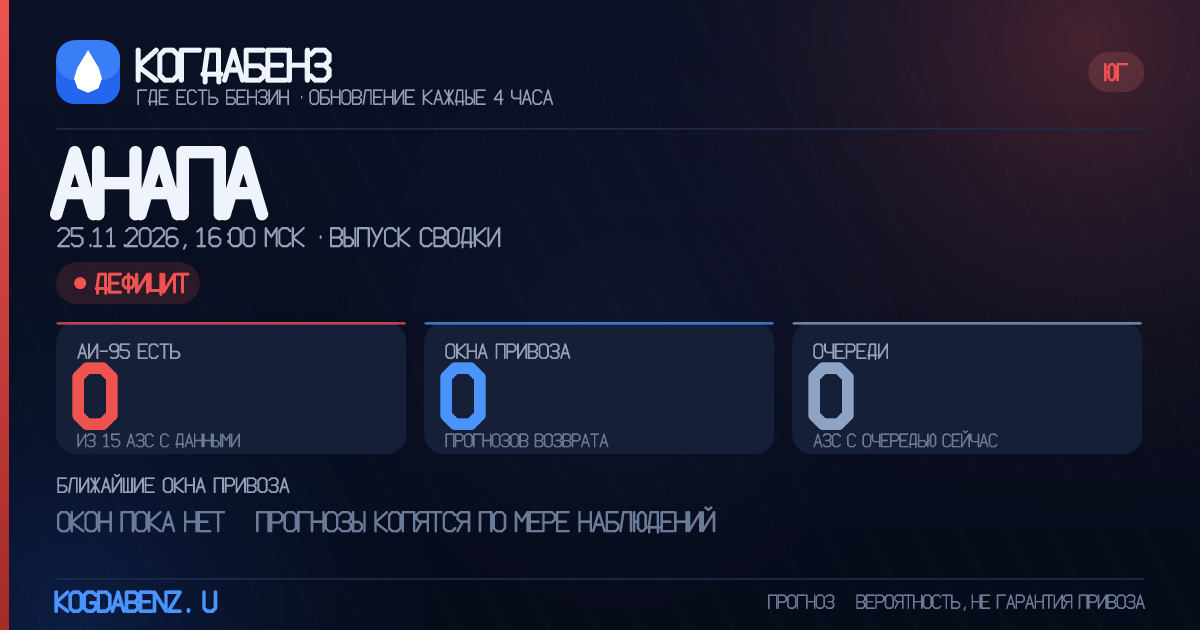 КОГДАБЕНЗ
ГДЕ ЕСТЬ БЕНЗИН · ОБНОВЛЕНИЕ КАЖДЫЕ 4 ЧАСА
ЮГ
АНАПА
25.11.2026, 16:00 МСК · ВЫПУСК СВОДКИ
ДЕФИЦИТ
АИ-95 ЕСТЬ
0
ИЗ 15 АЗС С ДАННЫМИ
ОКНА ПРИВОЗА
0
ПРОГНОЗОВ ВОЗВРАТА
ОЧЕРЕДИ
0
АЗС С ОЧЕРЕДЬЮ СЕЙЧАС
БЛИЖАЙШИЕ ОКНА ПРИВОЗА
ОКОН ПОКА НЕТ ПРОГНОЗЫ КОПЯТСЯ ПО МЕРЕ НАБЛЮДЕНИЙ
KOGDABENZ. U
ПРОГНОЗ ВЕРОЯТНОСТЬ, НЕ ГАРАНТИЯ ПРИВОЗА